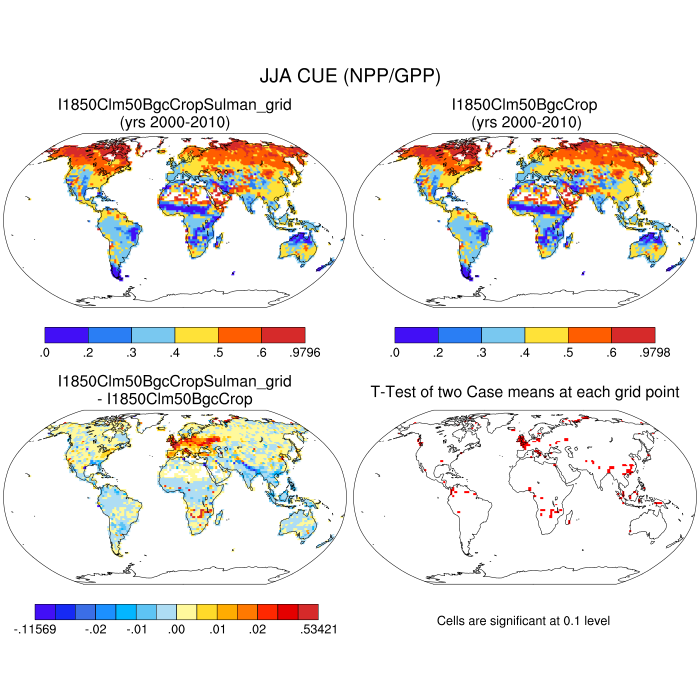 JJA CUE (NPP/GPP)
I1850Clm50BgcCropSulman_grid
(yrs 2000-2010)
I1850Clm50BgcCrop
(yrs 2000-2010)
.0 .2 .3 .4 .5 .6 .9796
.0 .2 .3 .4 .5 .6 .9798
I1850Clm50BgcCropSulman_grid
- I1850Clm50BgcCrop
T-Test of two Case means at each grid point
-.11569 -.02 -.01 .00 .01 .02 .53421
Cells are significant at 0.1 level